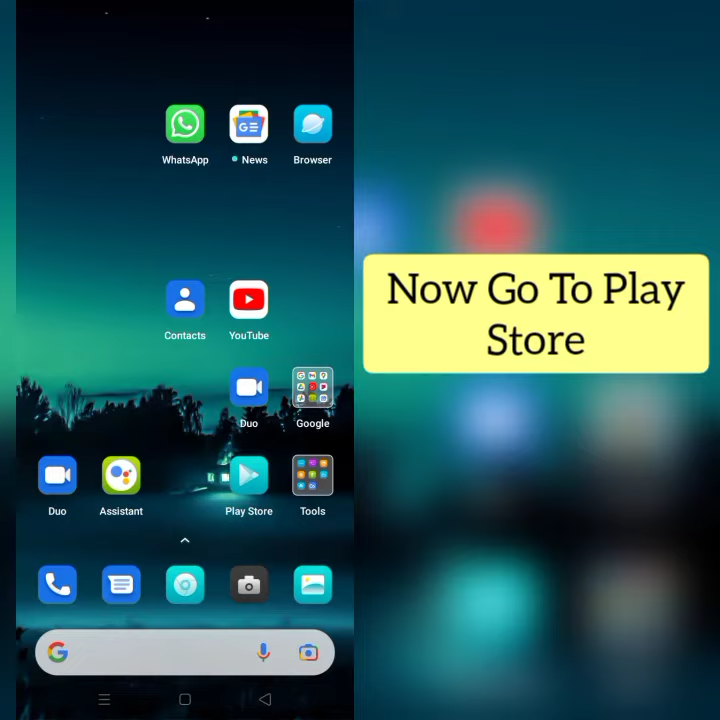 WhatsApp
News
Browser
Contacts
YouTube
Duo
Google
Duo
Assistant
Play Store
Tools
Now Go To Play
Store